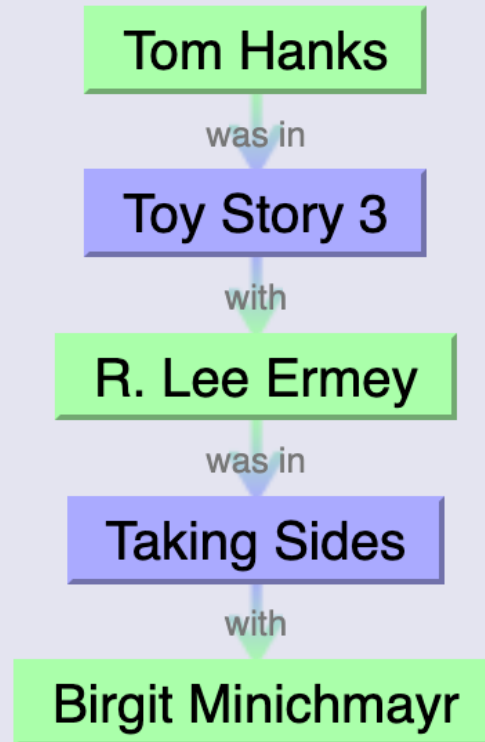 Tom Hanks
was in
Toy Story 3
with
R. Lee Ermey
was in
Taking Sides
with
Birgit Minichmayr